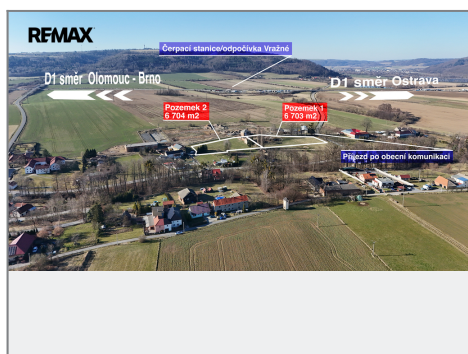 RE/MAX
Čerpací stanice/odpočívka Vražné
D1 směr Olomouc - Brno
D1 směr Ostrava
Pozemek 2
6 704 m2
Pozemek 1
6 703 m2
Příjezd po obecní komunikaci